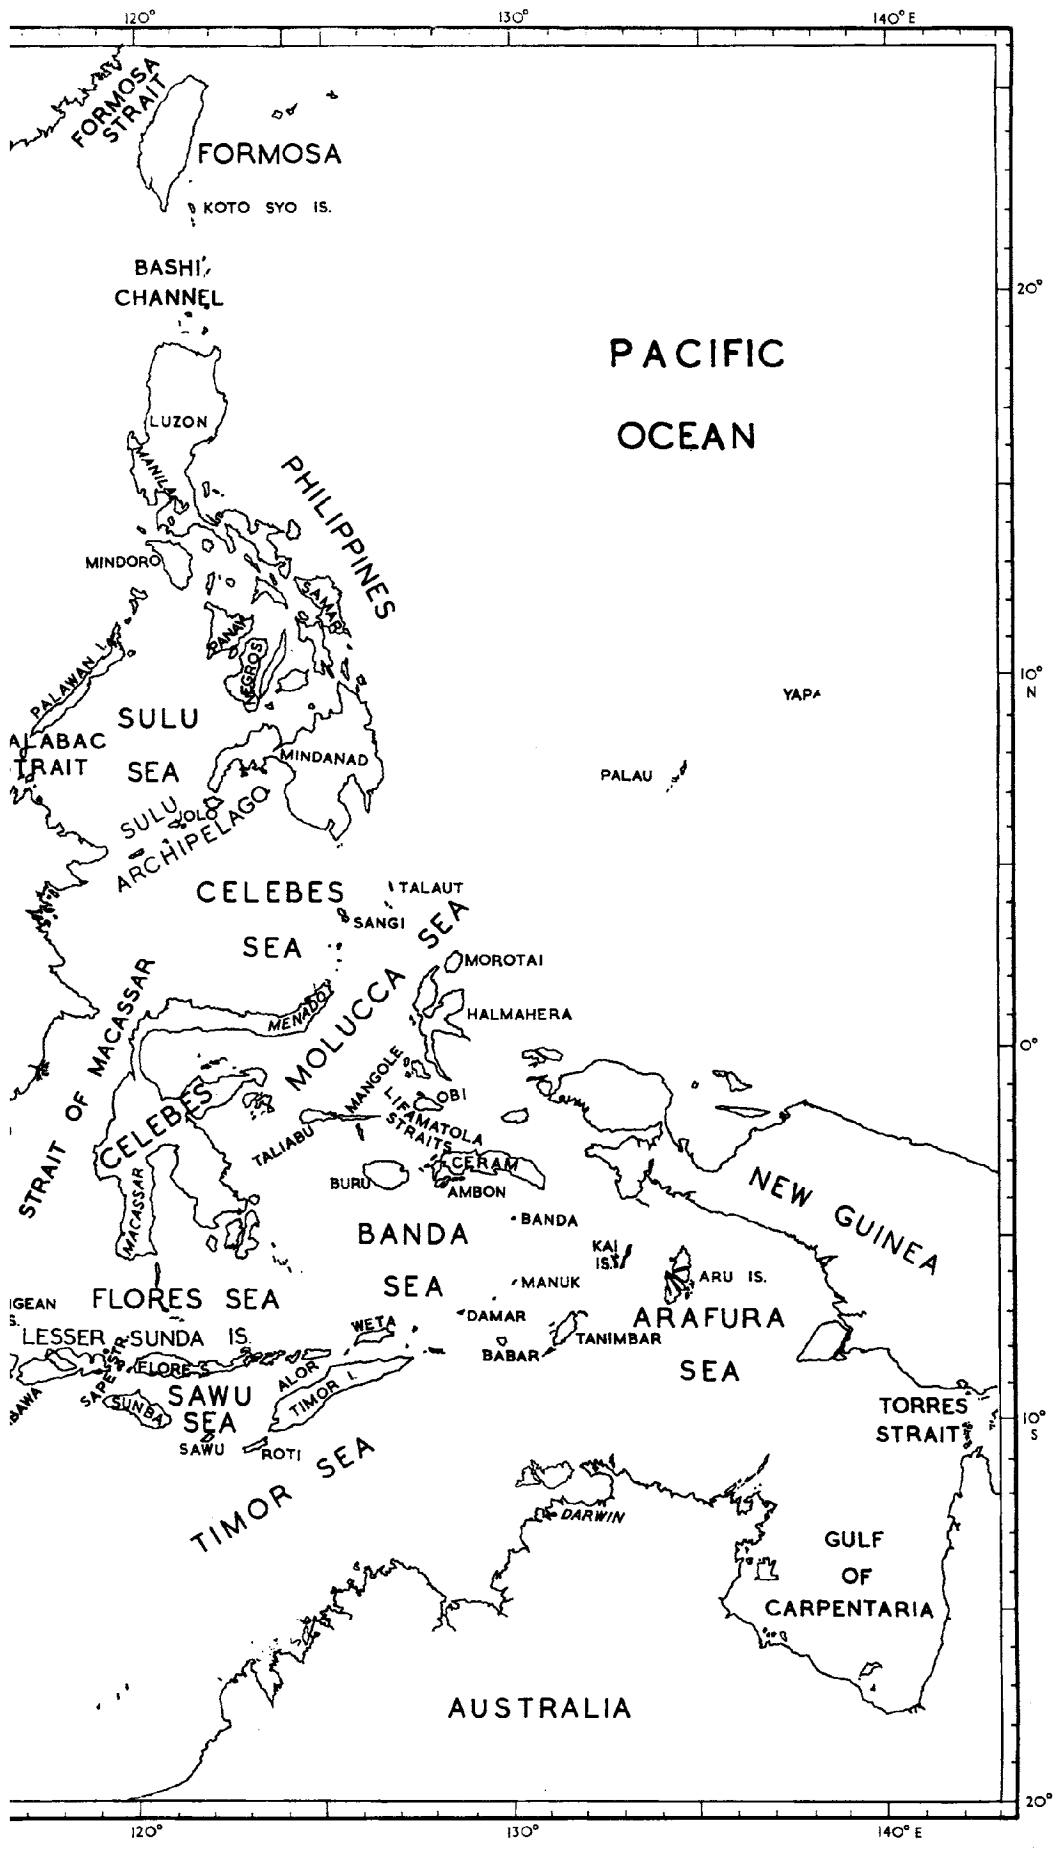 120°
130°
140° E
FORMOSA
STRAIT
FORMOSA
KOTO SYO IS.
BASHI
CHANNEL
20°
PACIFIC
OCEAN
LUZON
MANILA
PHILIPPINES
MINDORO
SAMAR
PANAY
NEGROS
PALAWAN I.
10°
N
YAP
SULU
SEA
ALABAC
TRAIT
MINDANAD
PALAU
SULU
JOLO
ARCHIPELAGO
CELEBES
SEA
TALAUT
SANGI
MOLUCCA SEA
MOROTAI
HALMAHERA
MENADO
STRAIT OF MACASSAR
0°
MANGOLE
OBI
LIFAMATOLA
STRAITS
CELEBES
TALIABU
CERAM
BURU
AMBON
MACASSAR
NEW GUINEA
BANDA
SEA
BANDA
KAI
IS.
ARU IS.
MANUK
IGEAN
S.
FLORES SEA
DAMAR
ARAFURA
SEA
WETA
TANIMBAR
BABAR
LESSER SUNDA IS.
SAPE STR.
FLORES
ALOR
TIMOR I.
BAWA
SUNBA
SAWU
SEA
SAWU
ROTI
TORRES
STRAIT
10°
S
TIMOR SEA
DARWIN
GULF
OF
CARPENTARIA
AUSTRALIA
20°
120°
130°
140° E